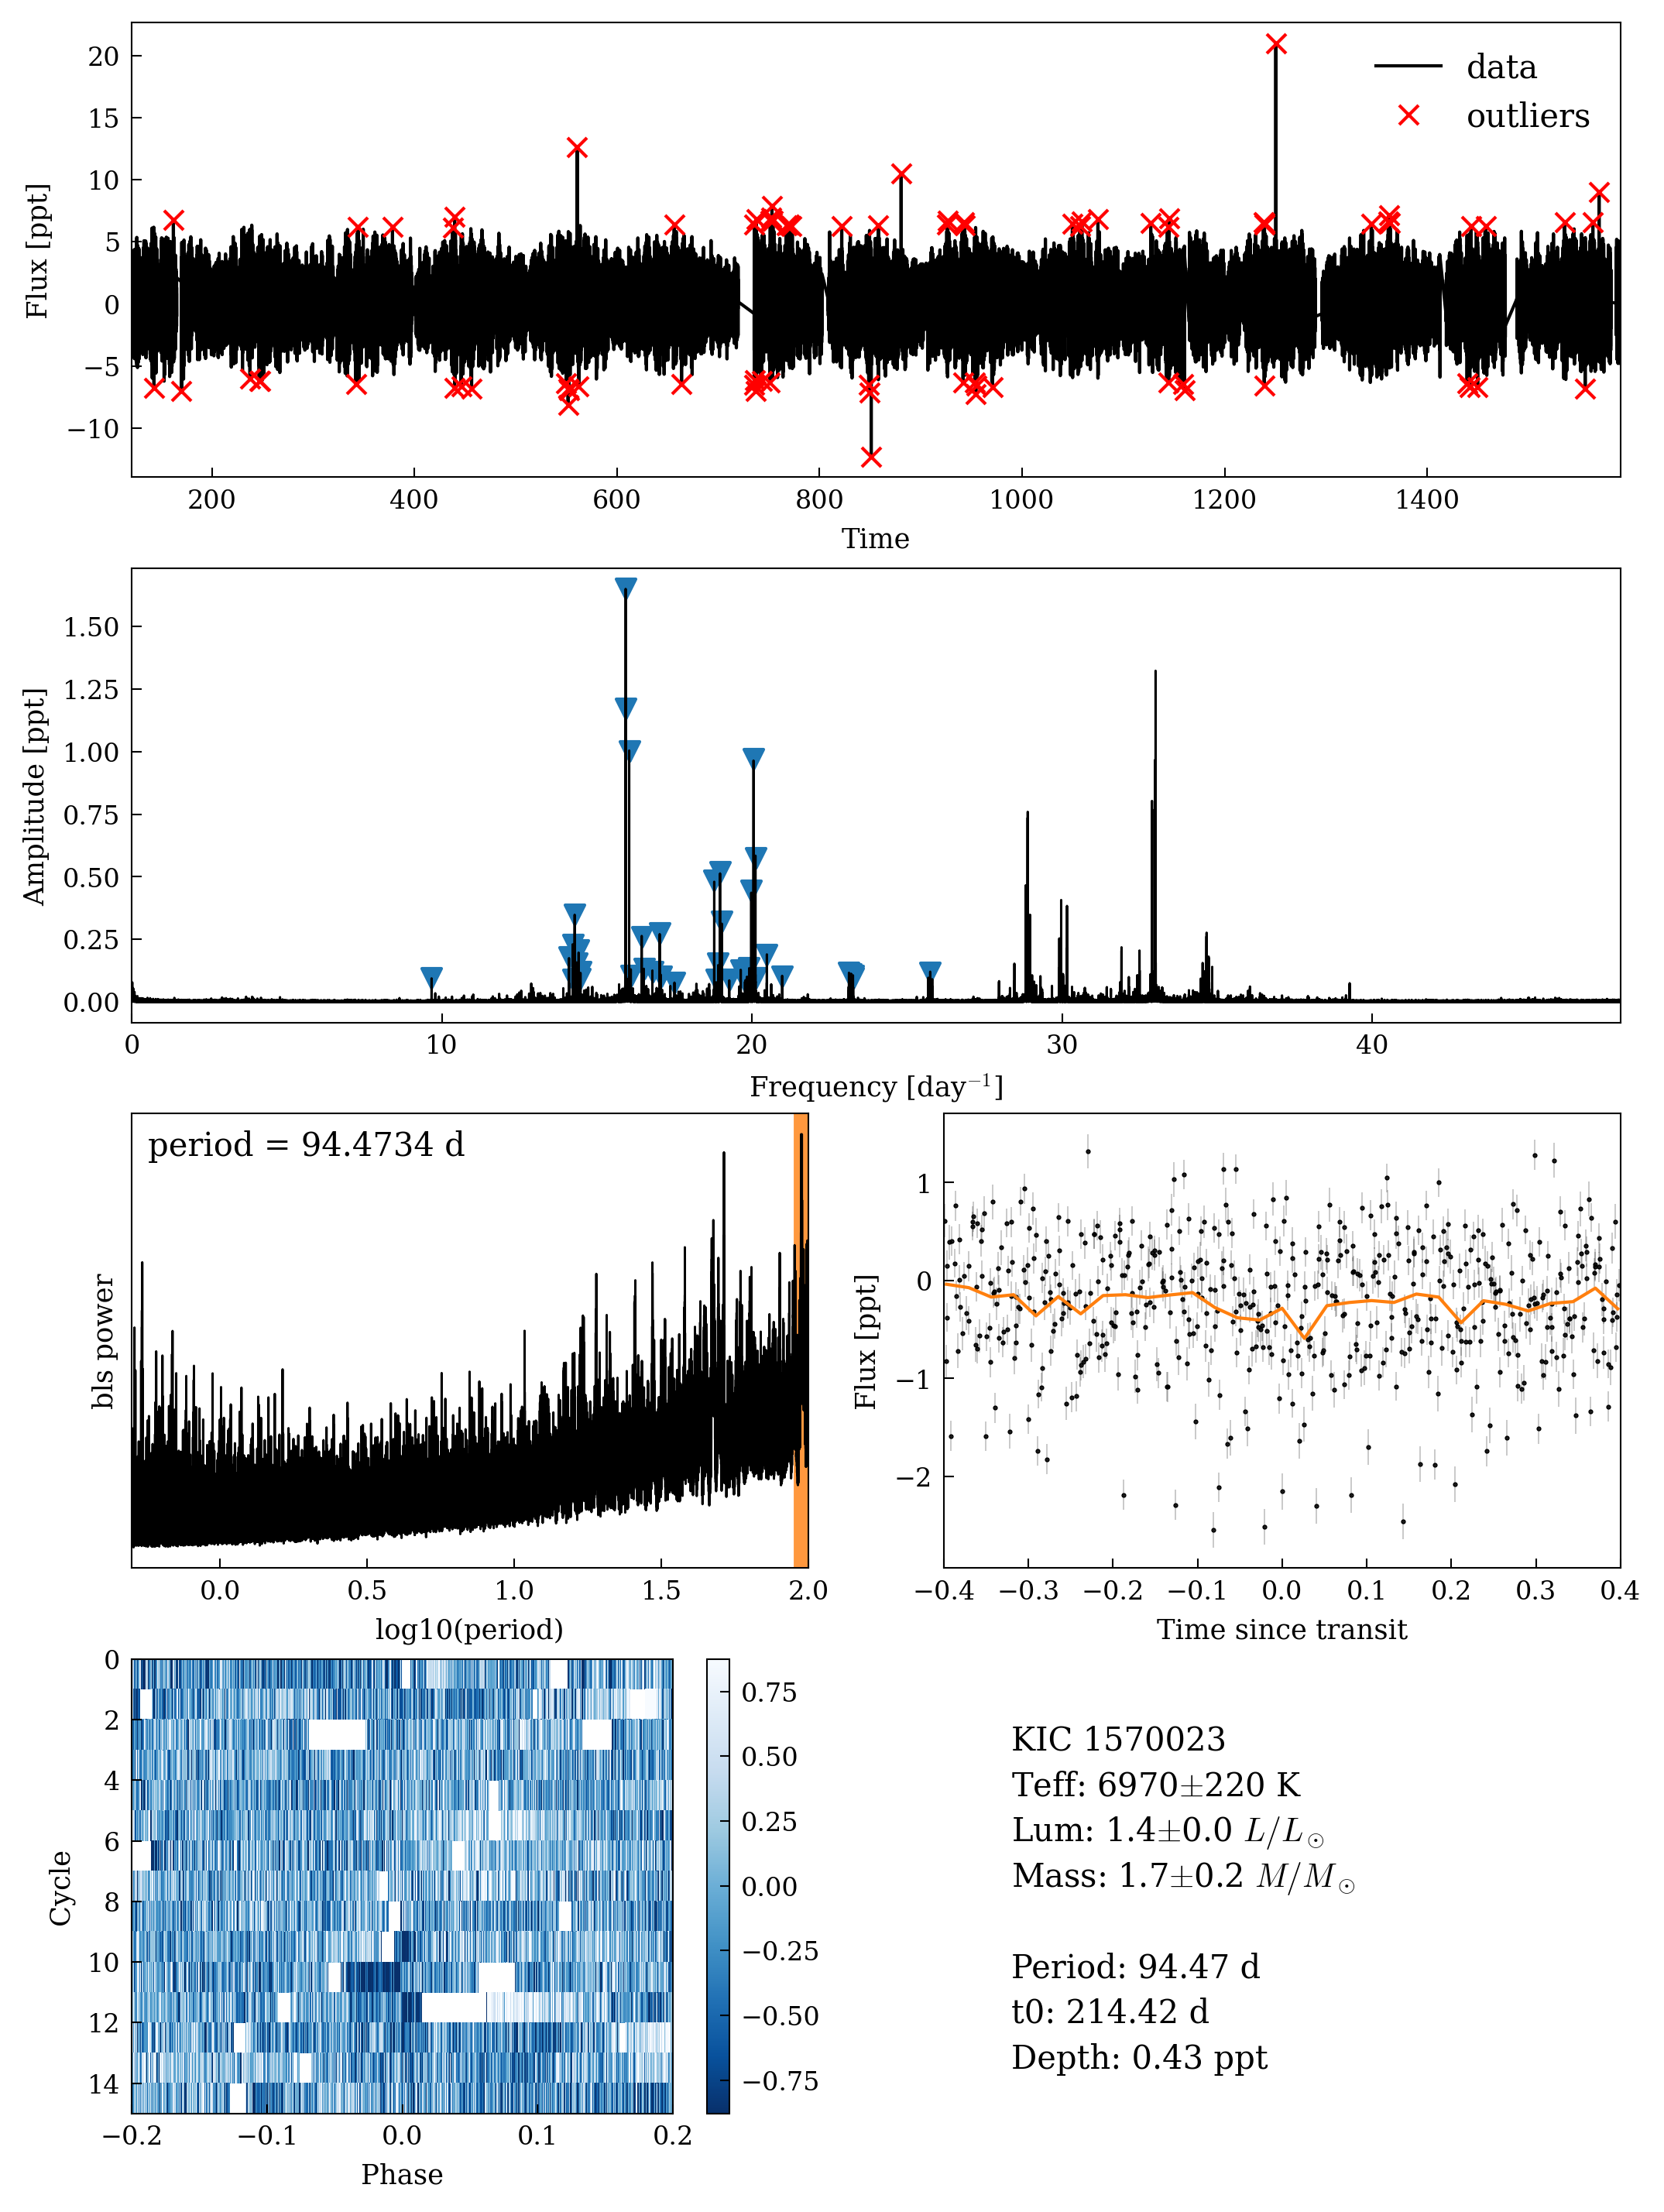 20
15
10
5
0
−5
−10
Flux [ppt]
data
outliers
200 400 600 800 1000 1200 1400
Time
1.50
1.25
1.00
0.75
0.50
0.25
0.00
Amplitude [ppt]
0 10 20 30 40
Frequency [day⁻¹]
period = 94.4734 d
bls power
0.0 0.5 1.0 1.5 2.0
log10(period)
1
0
−1
−2
Flux [ppt]
−0.4 −0.3 −0.2 −0.1 0.0 0.1 0.2 0.3 0.4
Time since transit
0
2
4
6
8
10
12
14
Cycle
−0.2 −0.1 0.0 0.1 0.2
Phase
0.75
0.50
0.25
0.00
−0.25
−0.50
−0.75
KIC 1570023
Teff: 6970±220 K
Lum: 1.4±0.0 L/L☉
Mass: 1.7±0.2 M/M☉
Period: 94.47 d
t0: 214.42 d
Depth: 0.43 ppt